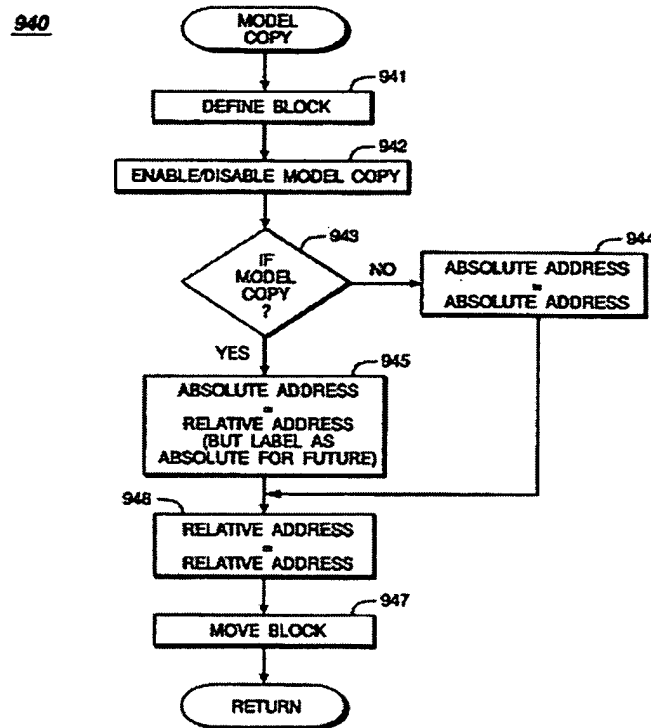 940
MODEL
COPY
941
DEFINE BLOCK
942
ENABLE/DISABLE MODEL COPY
943
IF
MODEL
COPY
?
NO
944
ABSOLUTE ADDRESS
=
ABSOLUTE ADDRESS
YES
945
ABSOLUTE ADDRESS
=
RELATIVE ADDRESS
(BUT LABEL AS
ABSOLUTE FOR FUTURE)
946
RELATIVE ADDRESS
=
RELATIVE ADDRESS
947
MOVE BLOCK
RETURN